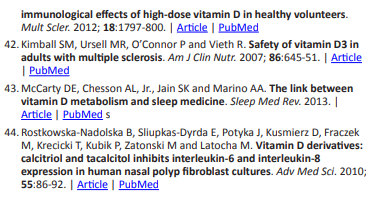 immunological effects of high-dose vitamin D in healthy volunteers.
Mult Scler. 2012; 18:1797-800. | Article | PubMed
42. Kimball SM, Ursell MR, O'Connor P and Vieth R. Safety of vitamin D3 in
adults with multiple sclerosis. Am J Clin Nutr. 2007; 86:645-51. | Article
| PubMed
43. McCarty DE, Chesson AL, Jr., Jain SK and Marino AA. The link between
vitamin D metabolism and sleep medicine. Sleep Med Rev. 2013. |
Article | PubMed s
44. Rostkowska-Nadolska B, Sliupkas-Dyrda E, Potyka J, Kusmierz D, Fraczek
M, Krecicki T, Kubik P, Zatonski M and Latocha M. Vitamin D derivatives:
calcitriol and tacalcitol inhibits interleukin-6 and interleukin-8
expression in human nasal polyp fibroblast cultures. Adv Med Sci. 2010;
55:86-92. | Article | PubMed